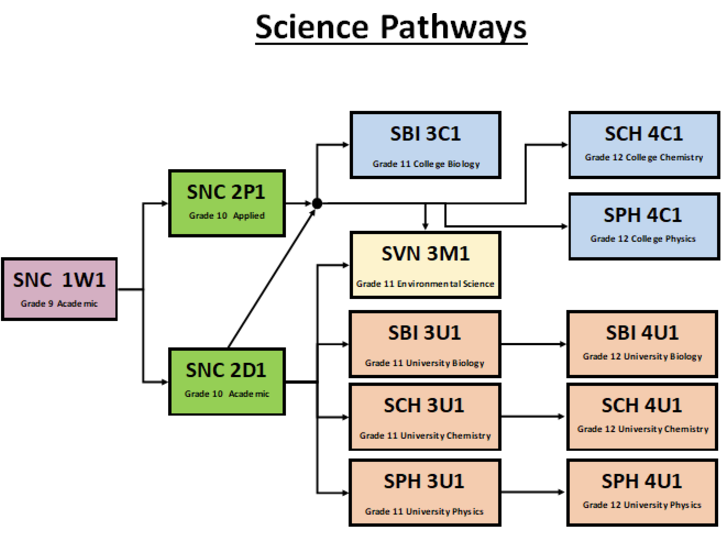 Science Pathways
SBI 3C1
Grade 11 College Biology
SCH 4C1
Grade 12 College Chemistry
SNC 2P1
Grade 10 Applied
SPH 4C1
Grade 12 College Physics
SVN 3M1
Grade 11 Environmental Science
SNC 1W1
Grade 9 Academic
SBI 3U1
Grade 11 University Biology
SBI 4U1
Grade 12 University Biology
SNC 2D1
Grade 10 Academic
SCH 3U1
Grade 11 University Chemistry
SCH 4U1
Grade 12 University Chemistry
SPH 3U1
Grade 11 University Physics
SPH 4U1
Grade 12 University Physics